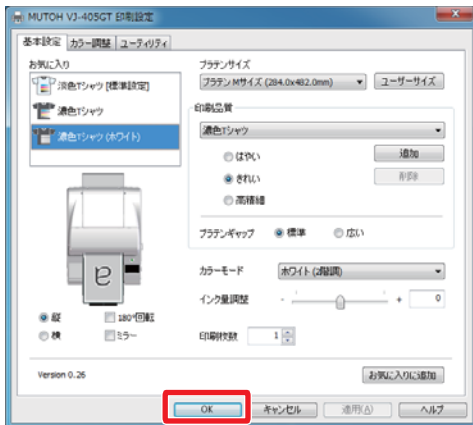 MUTOH VJ-405GT 印刷設定
基本設定 カラー調整 ユーティリティ
お気に入り
淡色Tシャツ [標準設定]
濃色Tシャツ
濃色Tシャツ (ホワイト)
a
縦 180°回転
横 ミラー
プラテンサイズ
プラテン Mサイズ (284.0x482.0mm) ユーザーサイズ
印刷品質
濃色Tシャツ
はやい 追加
きれい 削除
高精細
プラテンギャップ 標準 広い
カラーモード ホワイト (2階調)
インク量調整 - + 0
印刷枚数 1
Version 0.26 お気に入りに追加
OK キャンセル 適用(A) ヘルプ